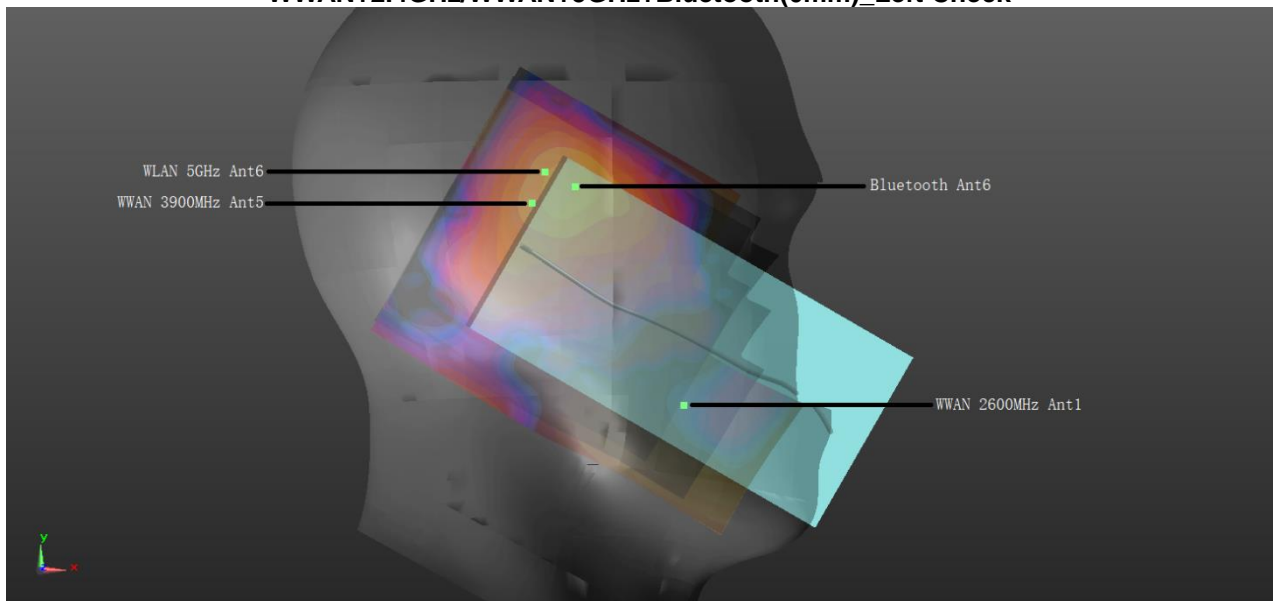 WLAN 5GHz Ant6
WWAN 3900MHz Ant5
Bluetooth Ant6
WWAN 2600MHz Ant1
y
x